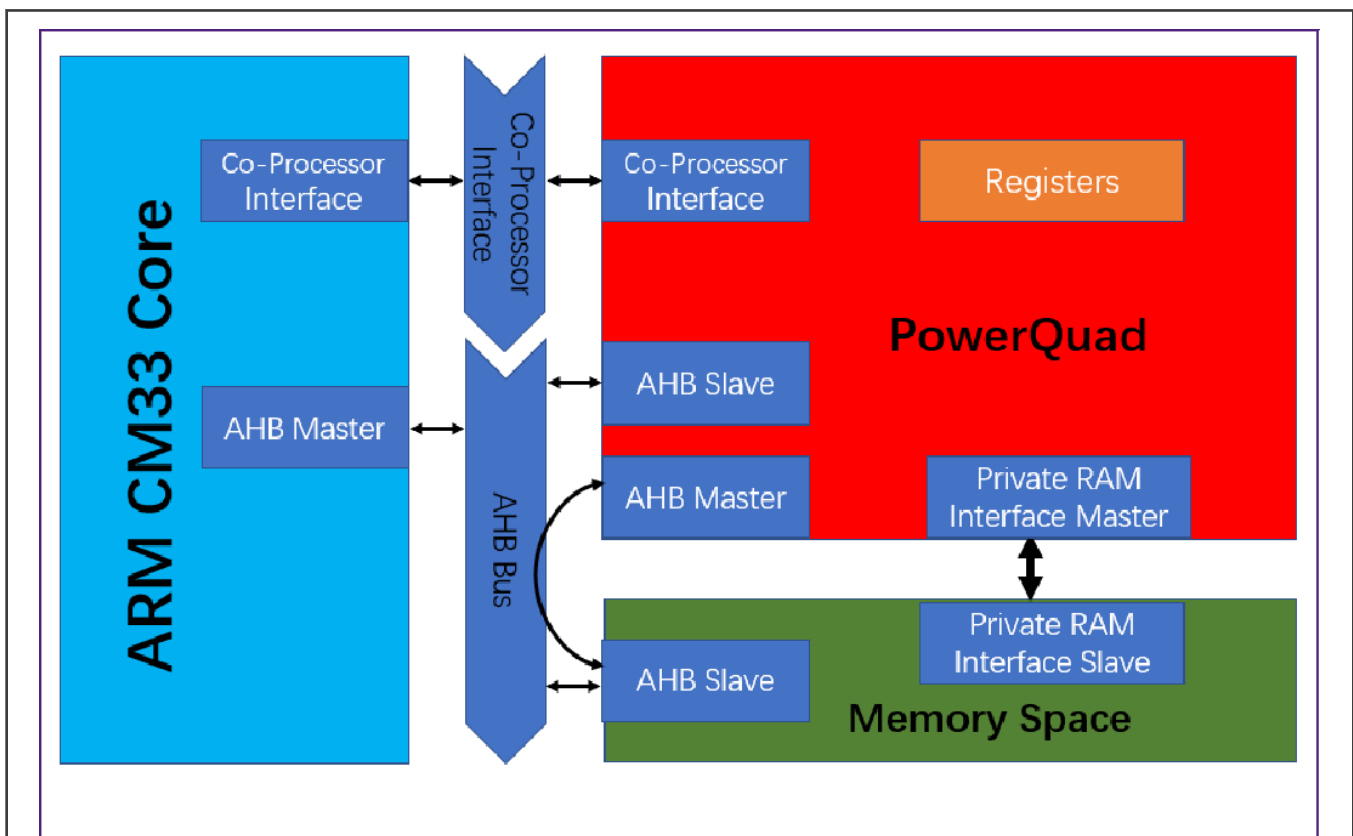 ARM CM33 Core
Co-Processor
Interface
AHB Master
Co-Processor
Interface
AHB Bus
Co-Processor
Interface
Registers
PowerQuad
AHB Slave
AHB Master
Private RAM
Interface Master
Private RAM
Interface Slave
AHB Slave
Memory Space